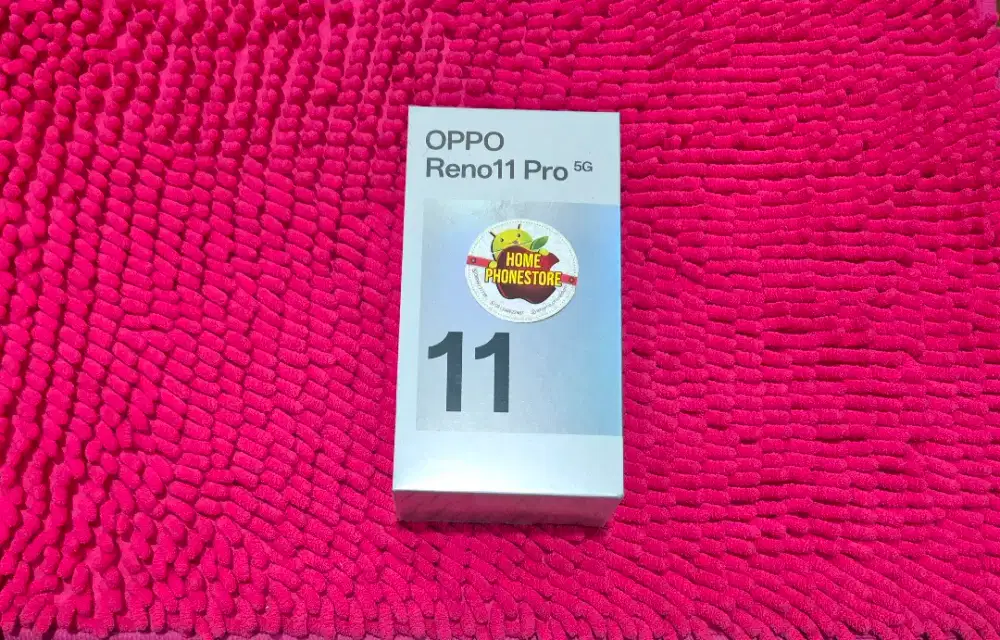 OPPO
Reno11 Pro 5G
HOME
PHONESTORE
11